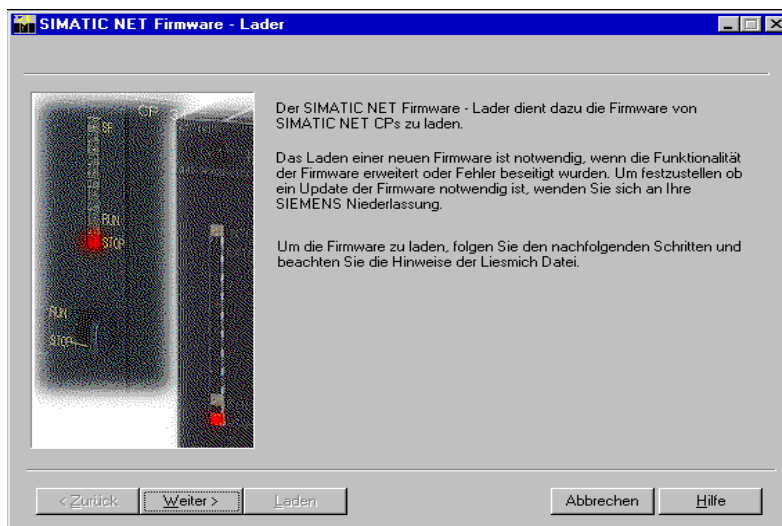 SIMATIC NET Firmware - Lader
CP
SF
RUN
STOP
RUN
STOP
Der SIMATIC NET Firmware - Lader dient dazu die Firmware von
SIMATIC NET CPs zu laden.
Das Laden einer neuen Firmware ist notwendig, wenn die Funktionalität
der Firmware erweitert oder Fehler beseitigt wurden. Um festzustellen ob
ein Update der Firmware notwendig ist, wenden Sie sich an Ihre
SIEMENS Niederlassung.
Um die Firmware zu laden, folgen Sie den nachfolgenden Schritten und
beachten Sie die Hinweise der Liesmich Datei.
< Zurück
Weiter >
Laden
Abbrechen
Hilfe